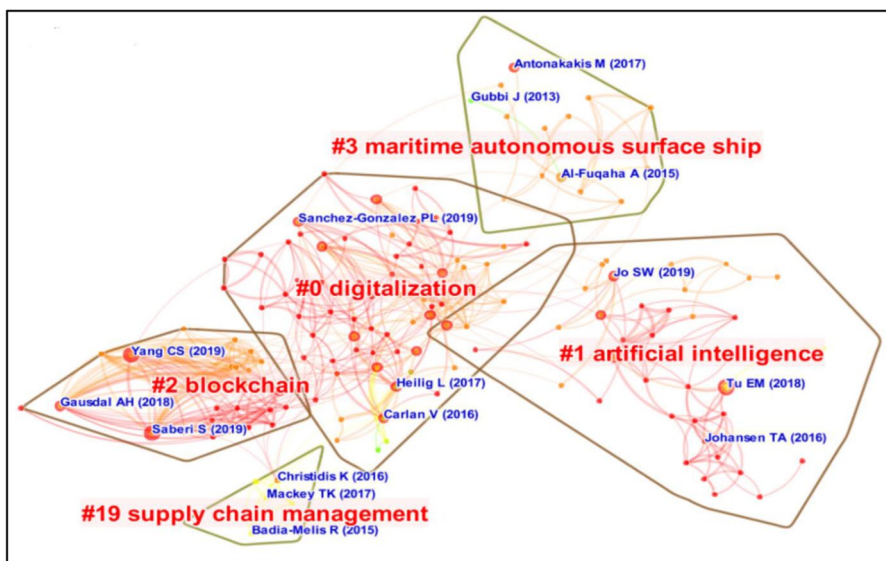 Antonakakis M (2017)
Gubbi J (2013)
#3 maritime autonomous surface ship
Al-Fuqaha A (2015)
Sanchez-Gonzalez PL (2019)
Jo SW (2019)
#0 digitalization
#1 artificial intelligence
Yang CS (2019)
#2 blockchain
Heilig L (2017)
Tu EM (2018)
Gausdal AH (2018)
Carlan V (2016)
Saberi S (2019)
Johansen TA (2016)
Christidis K (2016)
Mackey TK (2017)
#19 supply chain management
Badia-Melis R (2015)